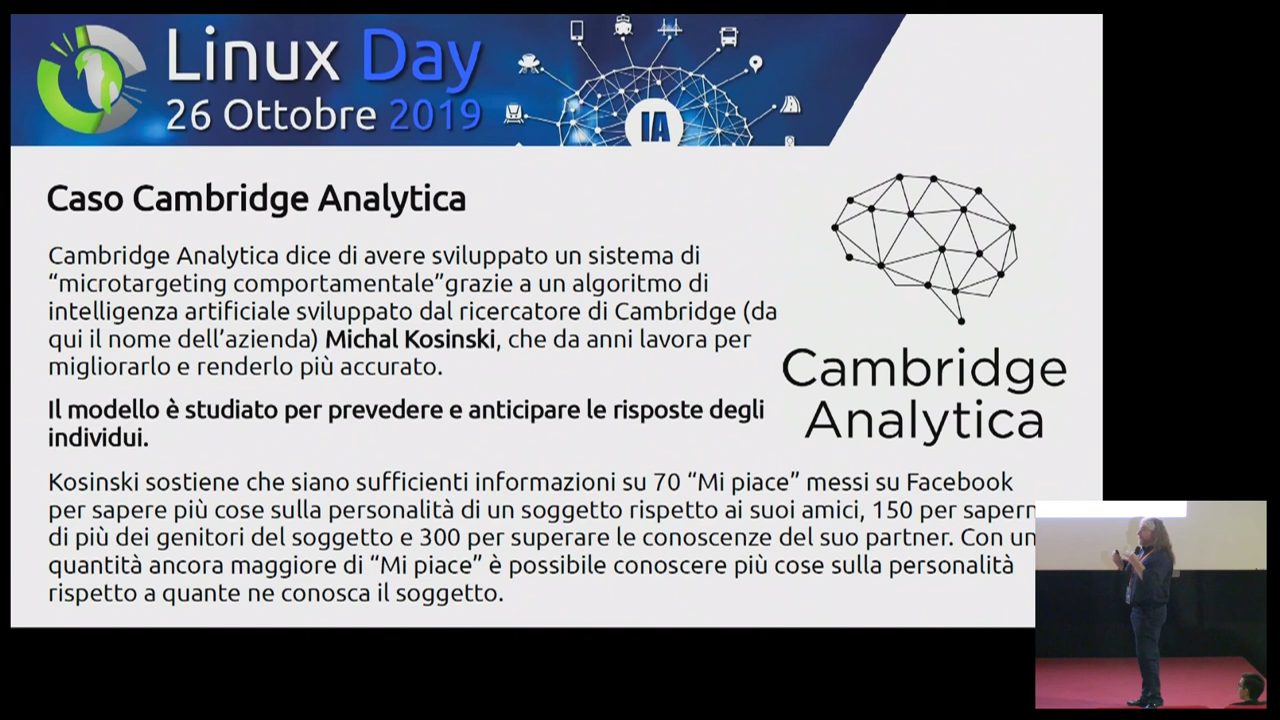 Linux Day
26 Ottobre 2019
IA
Caso Cambridge Analytica
Cambridge Analytica dice di avere sviluppato un sistema di
“microtargeting comportamentale”grazie a un algoritmo di
intelligenza artificiale sviluppato dal ricercatore di Cambridge (da
qui il nome dell’azienda) Michal Kosinski, che da anni lavora per
migliorarlo e renderlo più accurato.
Il modello è studiato per prevedere e anticipare le risposte degli
individui.
Kosinski sostiene che siano sufficienti informazioni su 70 “Mi piace” messi su Facebook
per sapere più cose sulla personalità di un soggetto rispetto ai suoi amici, 150 per
di più dei genitori del soggetto e 300 per superare le conoscenze del suo partner. Con
quantità ancora maggiore di “Mi piace” è possibile conoscere più cose sulla personalità
rispetto a quante ne conosca il soggetto.
Cambridge
Analytica